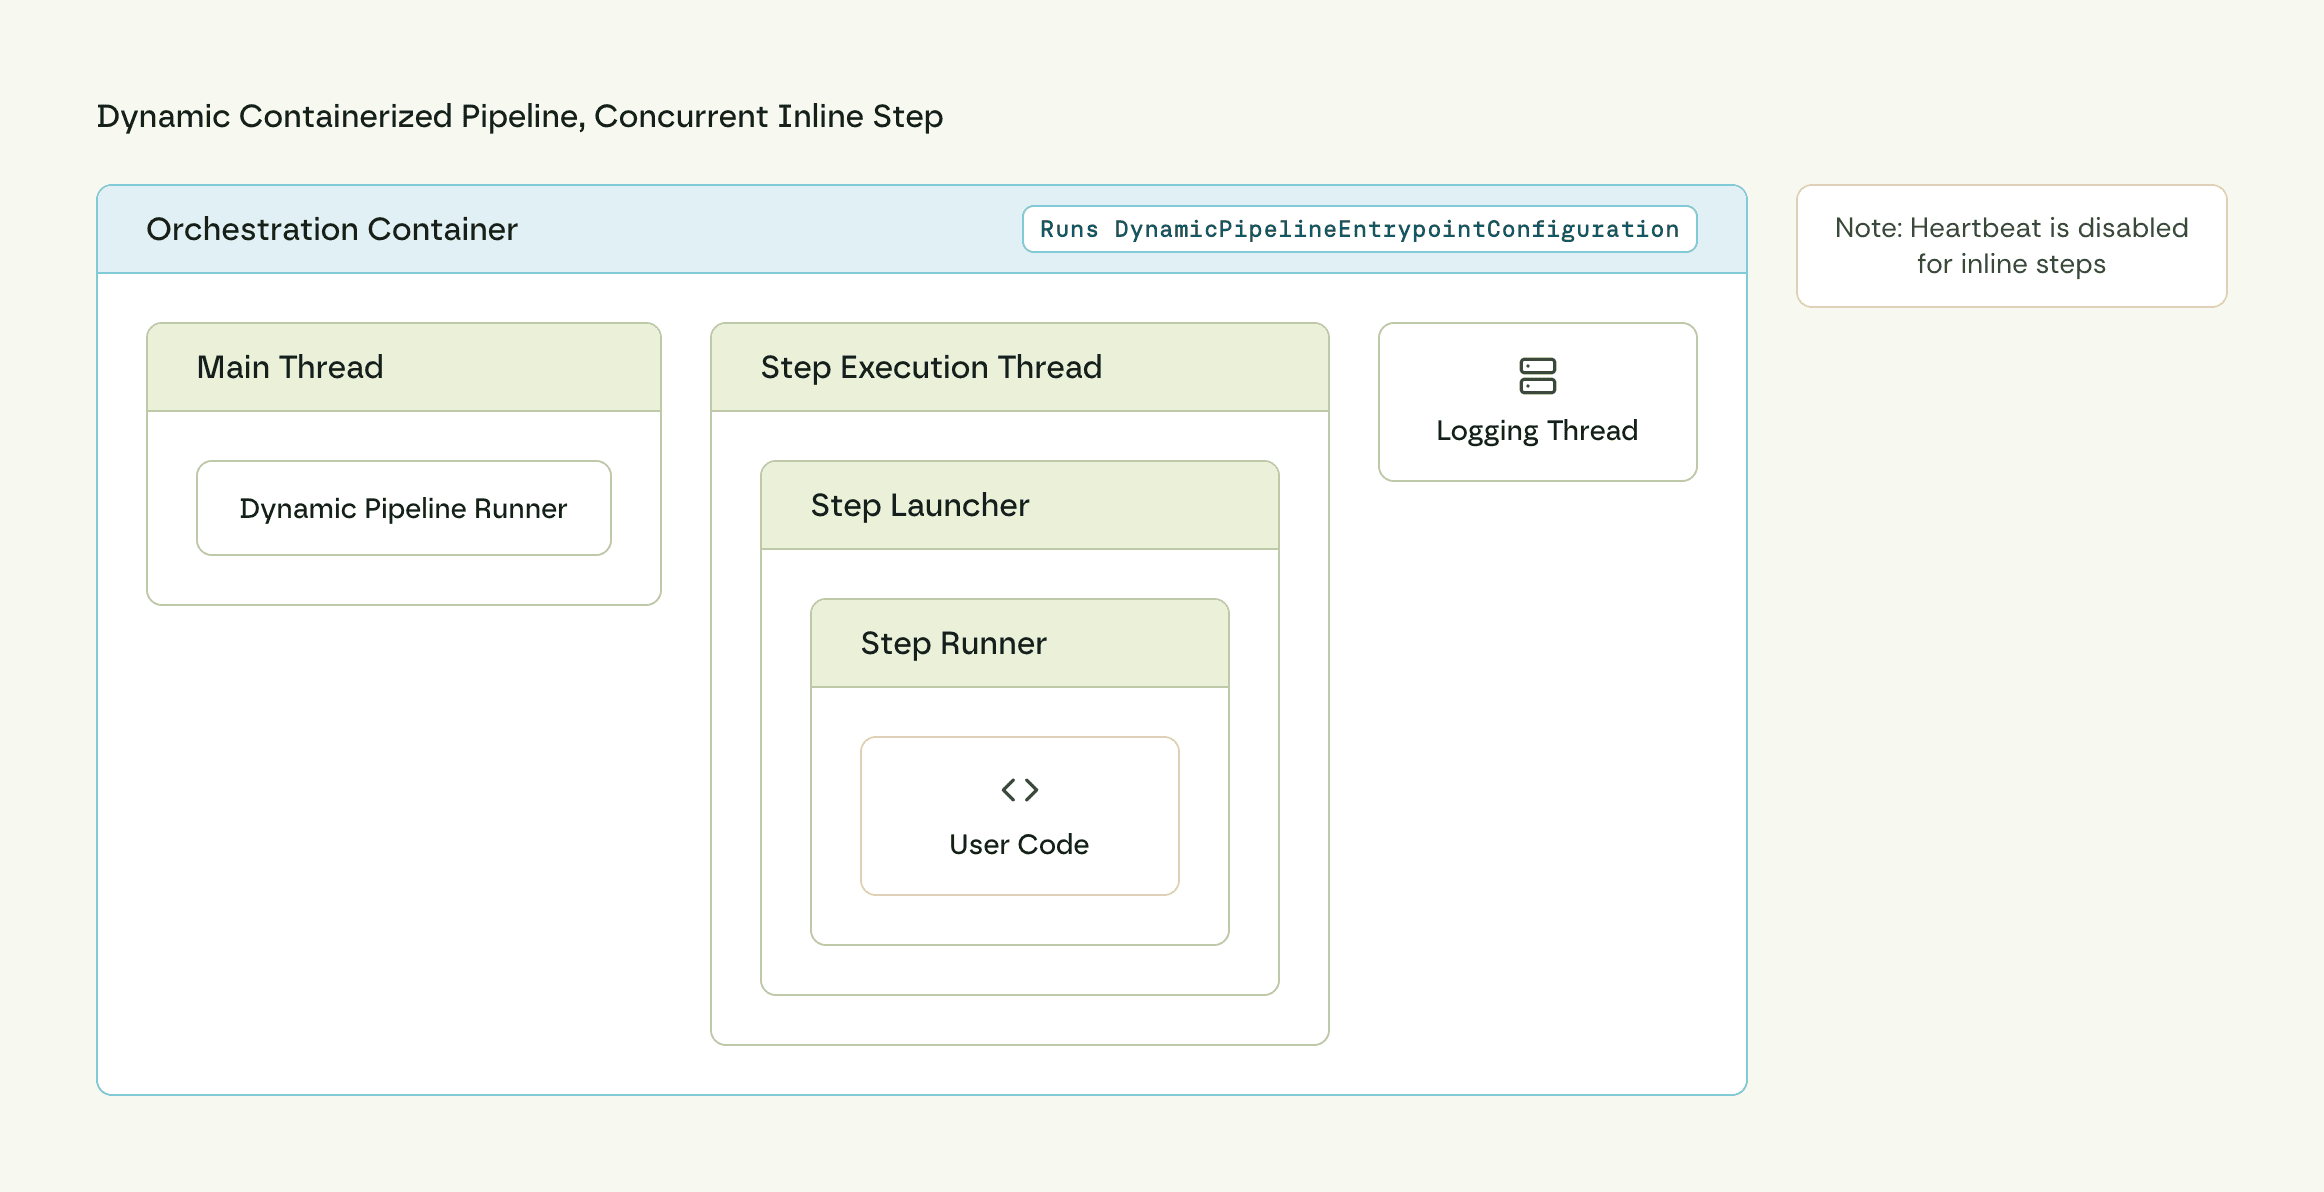 Dynamic Containerized Pipeline, Concurrent Inline Step
Orchestration Container
Runs DynamicPipelineEntrypointConfiguration
Note: Heartbeat is disabled
for inline steps
Main Thread
Dynamic Pipeline Runner
Step Execution Thread
Step Launcher
Step Runner
User Code
Logging Thread